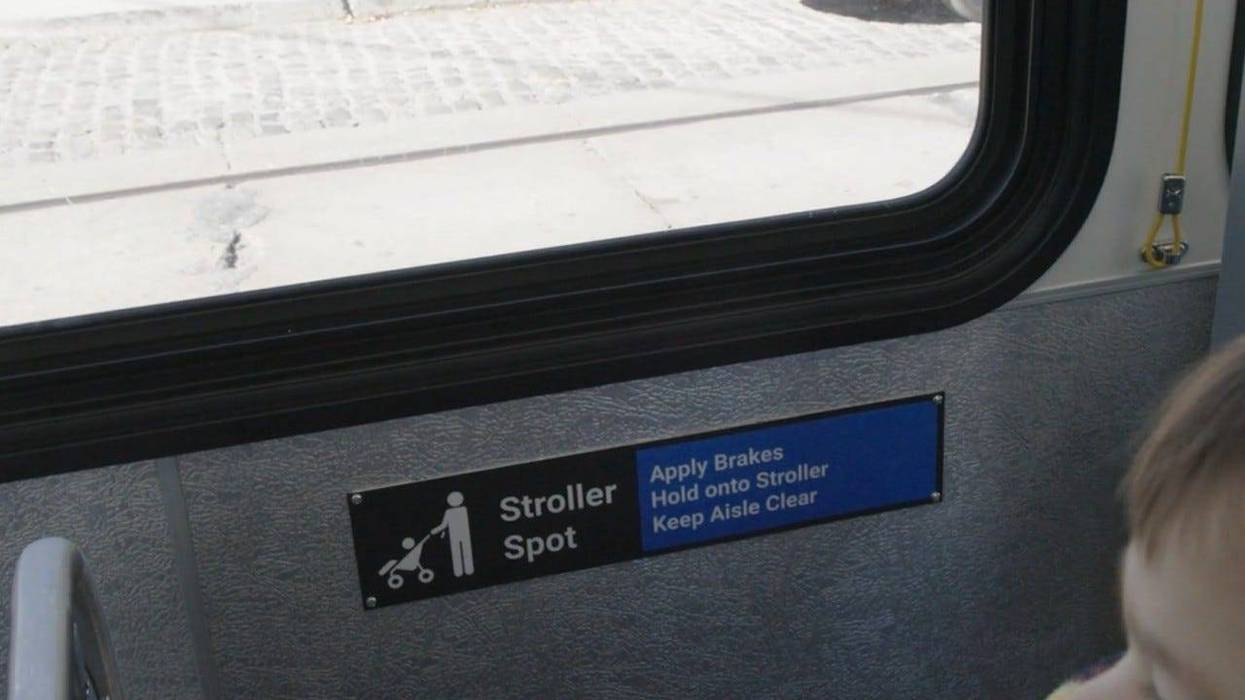 Stroller
Spot
Apply Brakes
Hold onto Stroller
Keep Aisle Clear